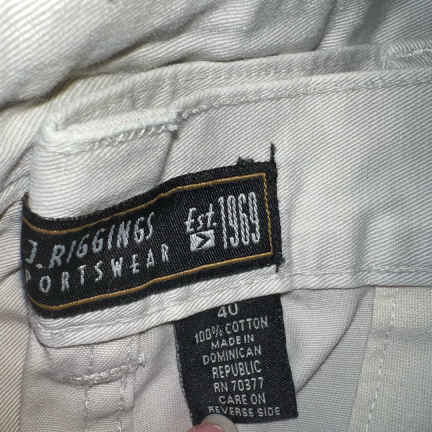 J. RIGGINGS
PORTSWEAR
Est.
1969
40
100% COTTON
MADE IN
DOMINICAN
REPUBLIC
RN 70377
CARE ON
REVERSE SIDE